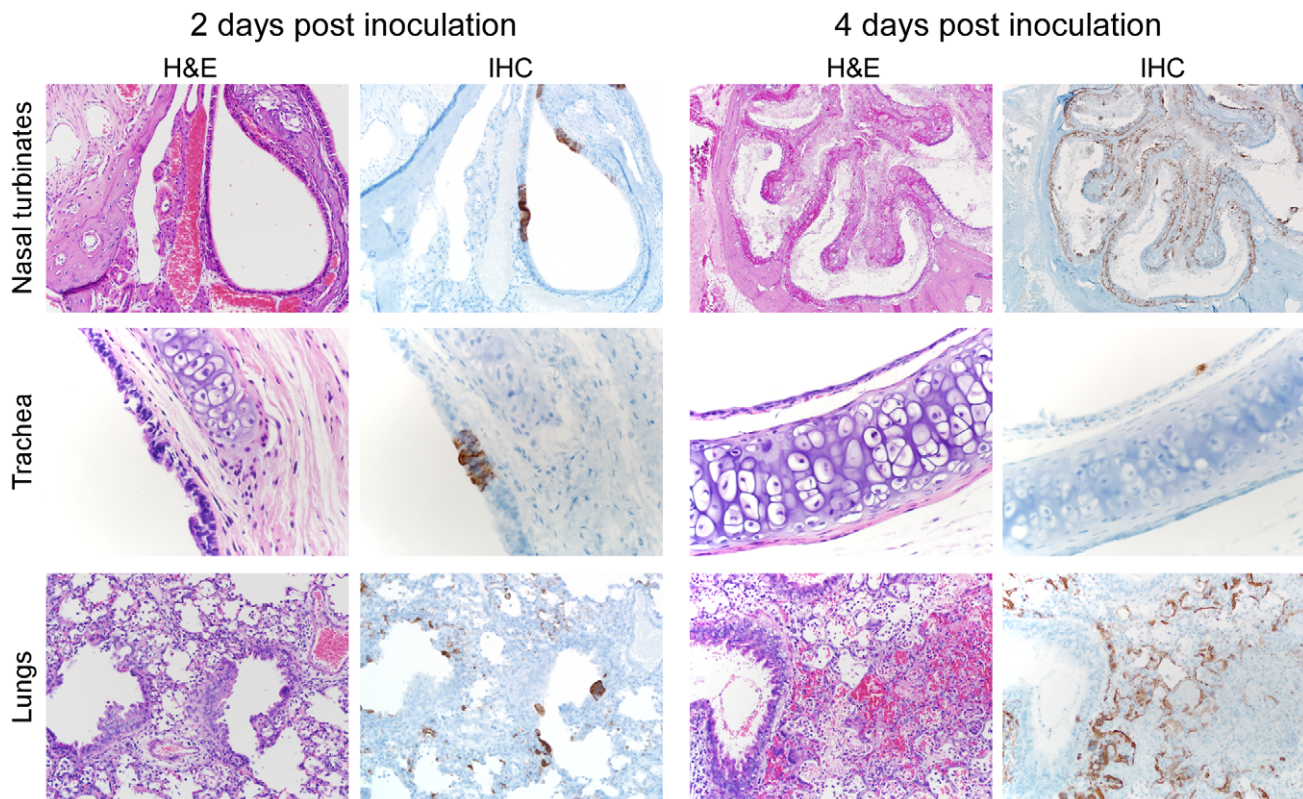 2 days post inoculation
4 days post inoculation
H&E
IHC
H&E
IHC
Nasal turbinates
Trachea
Lungs